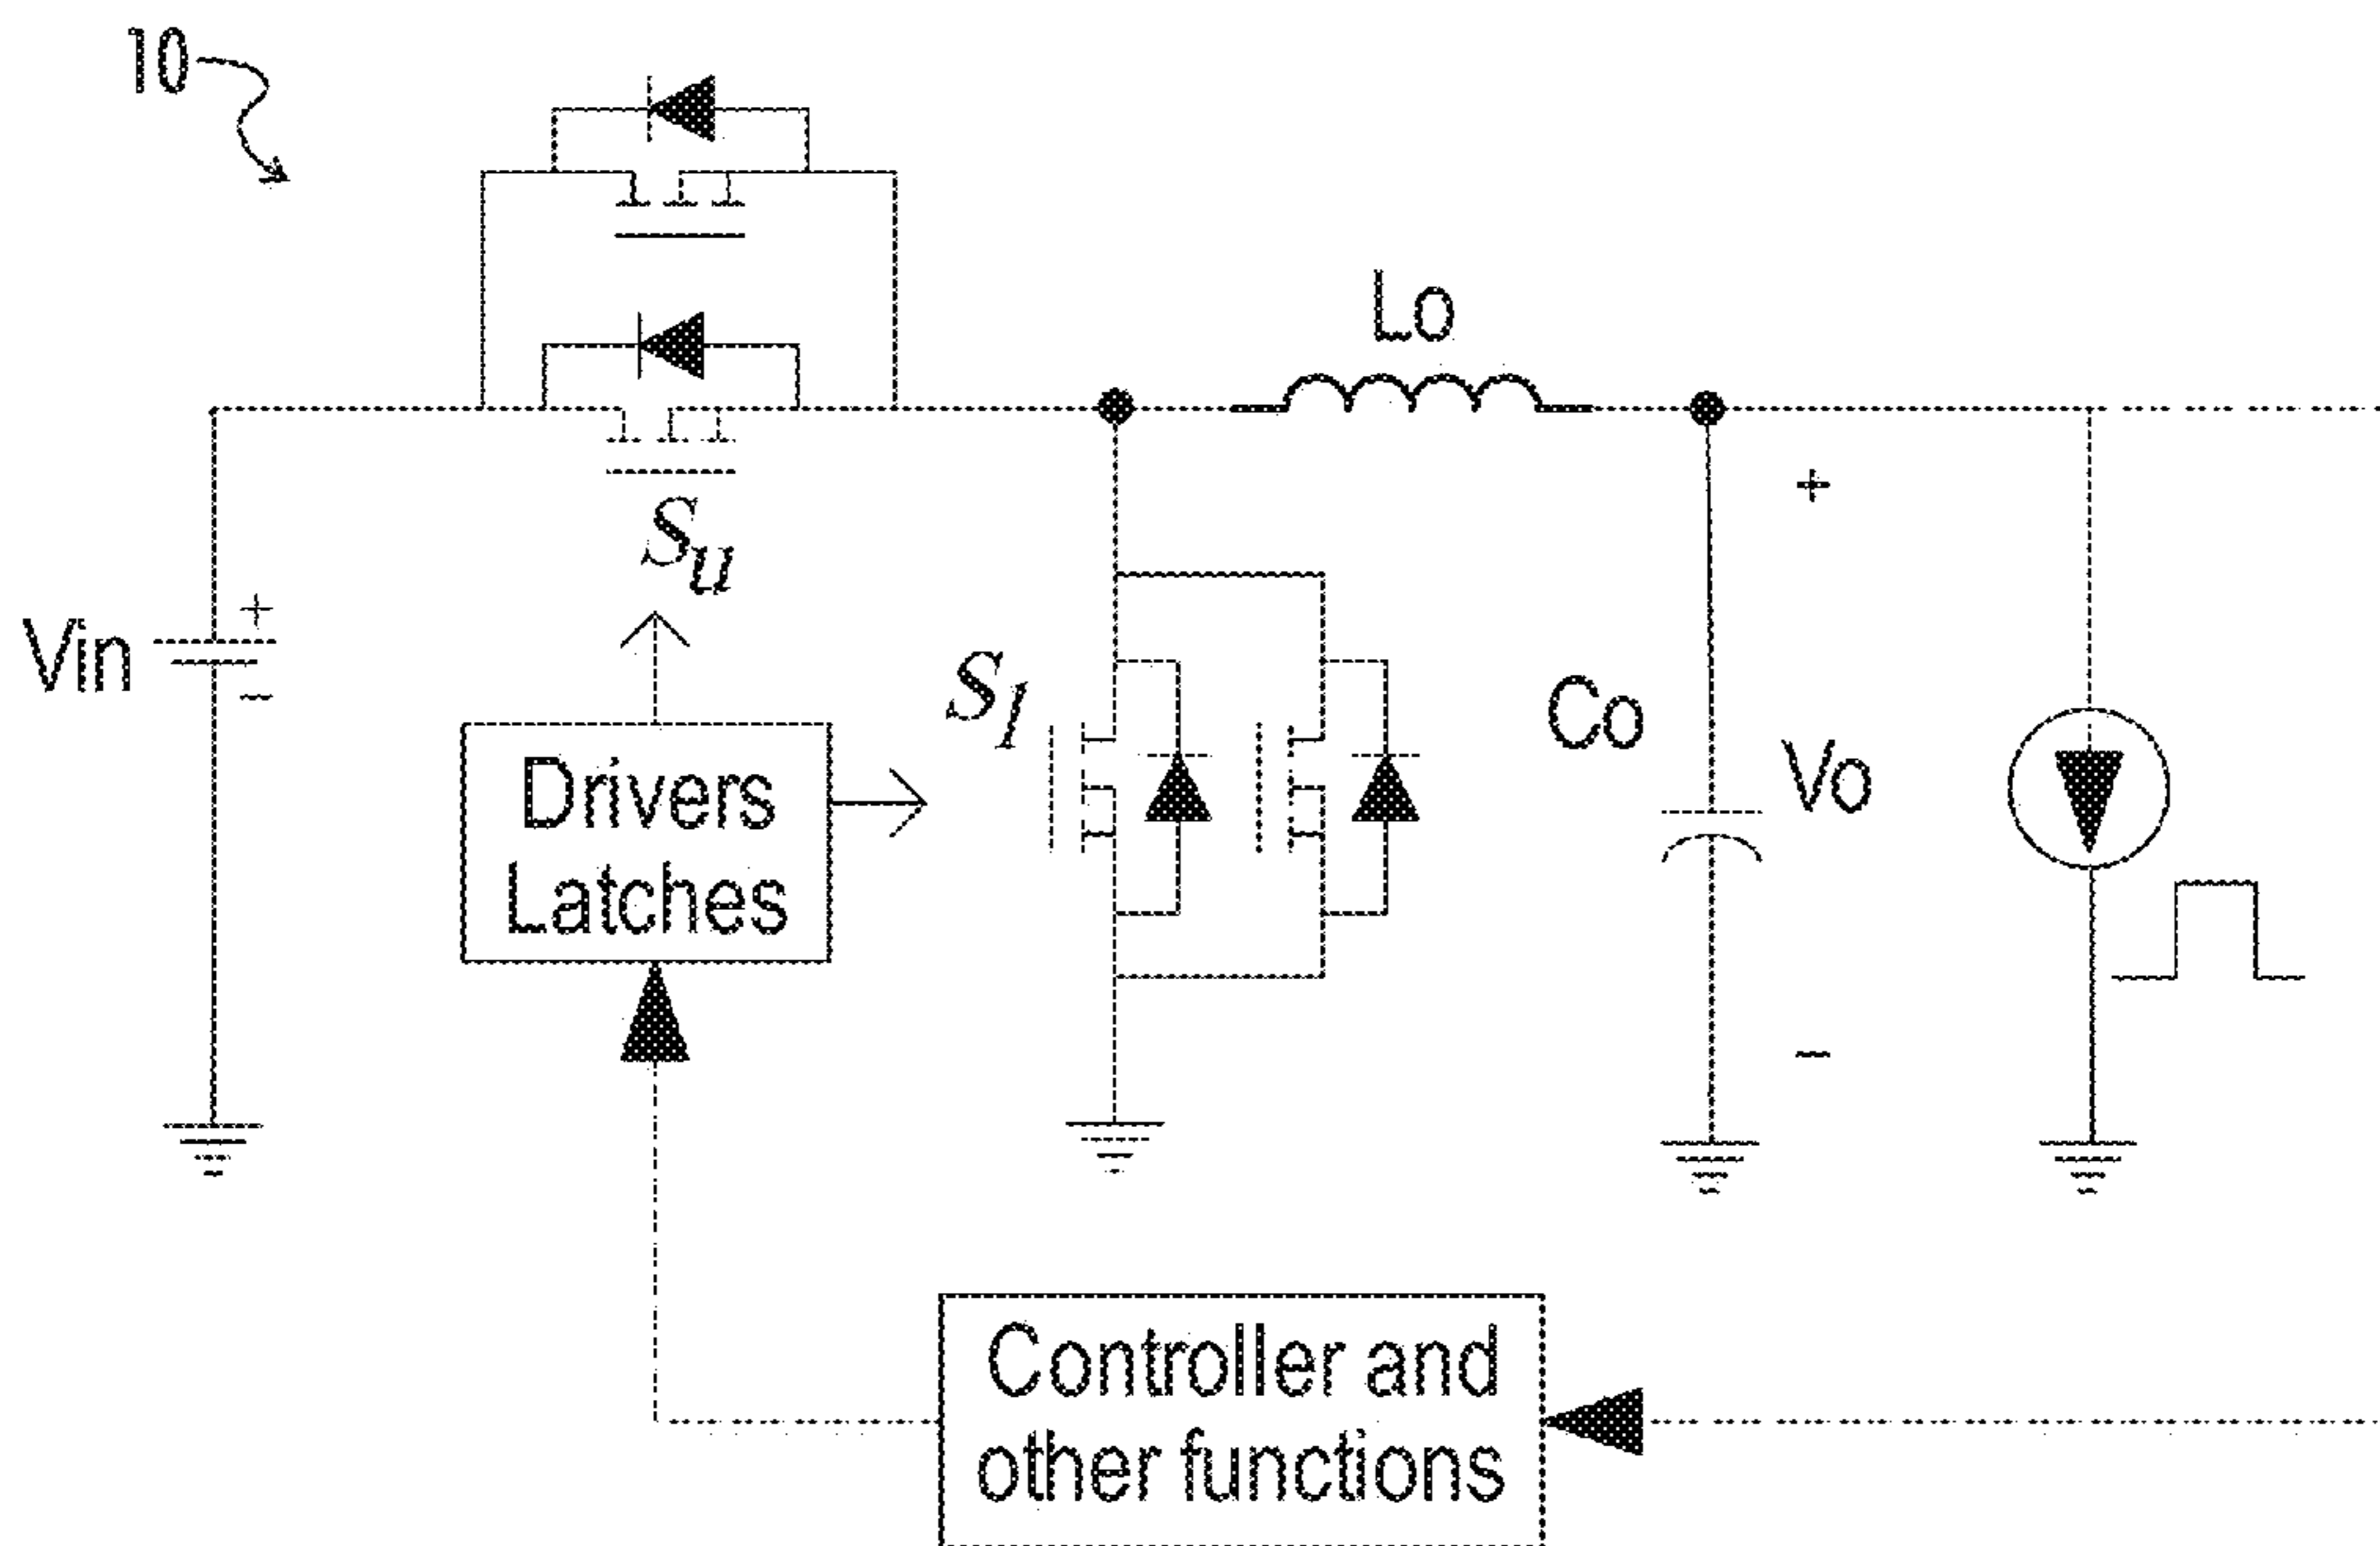 10
Lo
Su
+
+
Vin
-
Sl
Drivers
Latches
Co
Vo
-
Controller and
other functions